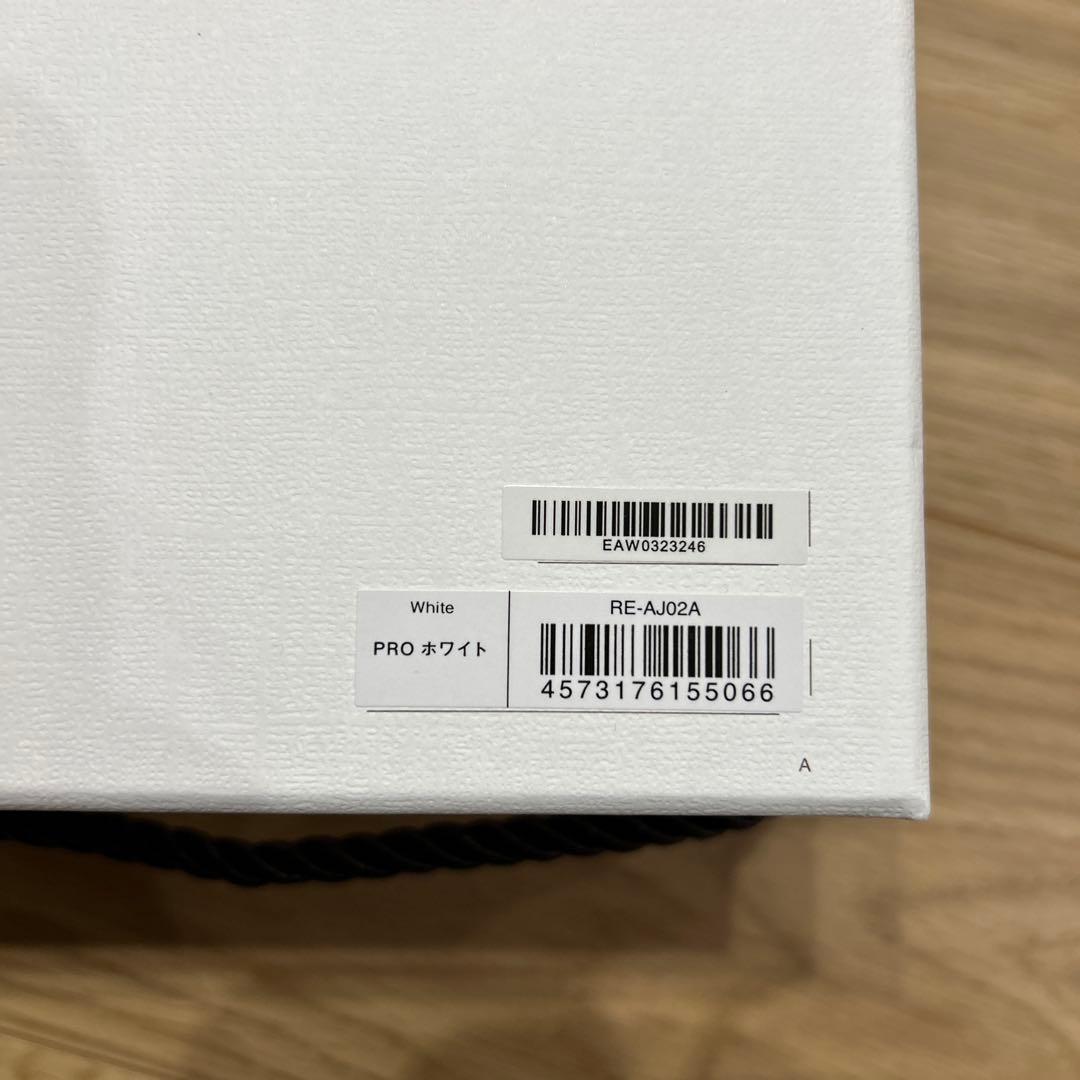 EAW0323246
White
PRO ホワイト
RE-AJ02A
4573176155066
A